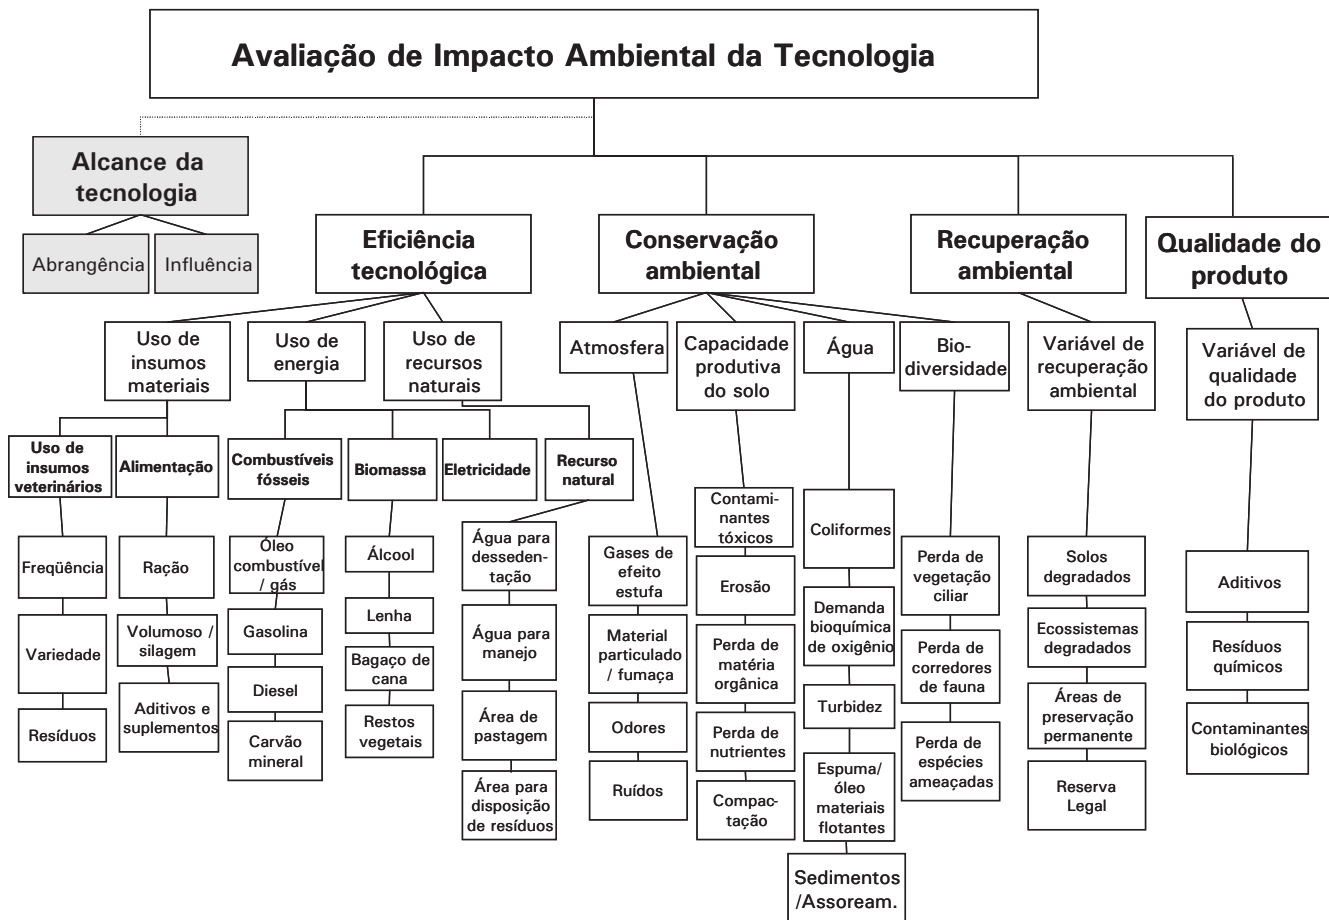 Avaliação de Impacto Ambiental da Tecnologia
Alcance da
tecnologia
Abrangência
Influência
Eficiência
tecnológica
Conservação
ambiental
Recuperação
ambiental
Qualidade do
produto
Uso de
insumos
materiais
Uso de
energia
Uso de
recursos
naturais
Atmosfera
Capacidade
produtiva
do solo
Água
Bio-
diversidade
Variável de
recuperação
ambiental
Variável de
qualidade
do produto
Uso de
insumos
veterinários
Alimentação
Combustíveis
fósseis
Biomassa
Eletricidade
Recurso
natural
Freqüência
Variedade
Resíduos
Ração
Volumoso /
silagem
Aditivos e
suplementos
Óleo
combustível
/ gás
Gasolina
Diesel
Carvão
mineral
Álcool
Lenha
Bagaço de
cana
Restos
vegetais
Água para
desseden-
tação
Água para
manejo
Área de
pastagem
Área para
disposição
de resíduos
Gases de
efeito
estufa
Material
particulado
/ fumaça
Odores
Ruídos
Contami-
nantes
tóxicos
Erosão
Perda de
matéria
orgânica
Perda de
nutrientes
Compac-
tação
Coliformes
Demanda
bioquímica
de oxigênio
Turbidez
Espuma/
óleo
materiais
flotantes
Sedimentos
/Assoream.
Perda de
vegetação
ciliar
Perda de
corredores
de fauna
Perda de
espécies
ameaçadas
Solos
degradados
Ecossistemas
degradados
Áreas de
preservação
permanente
Reserva
Legal
Aditivos
Resíduos
químicos
Contaminantes
biológicos